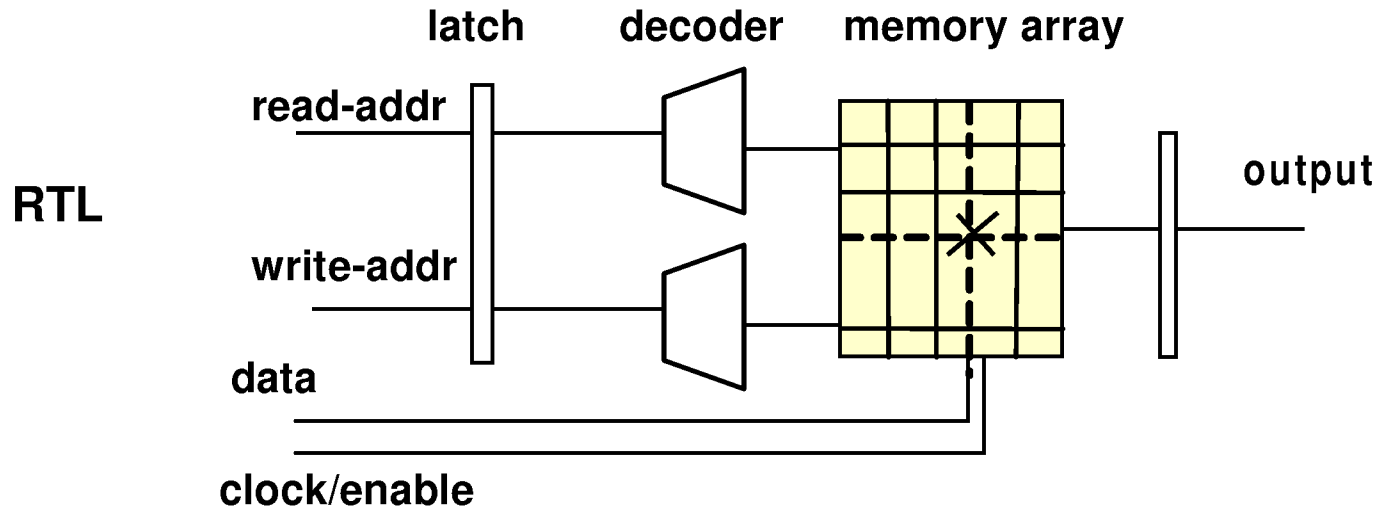 latch decoder memory array
read-addr
RTL
output
write-addr
data
clock/enable